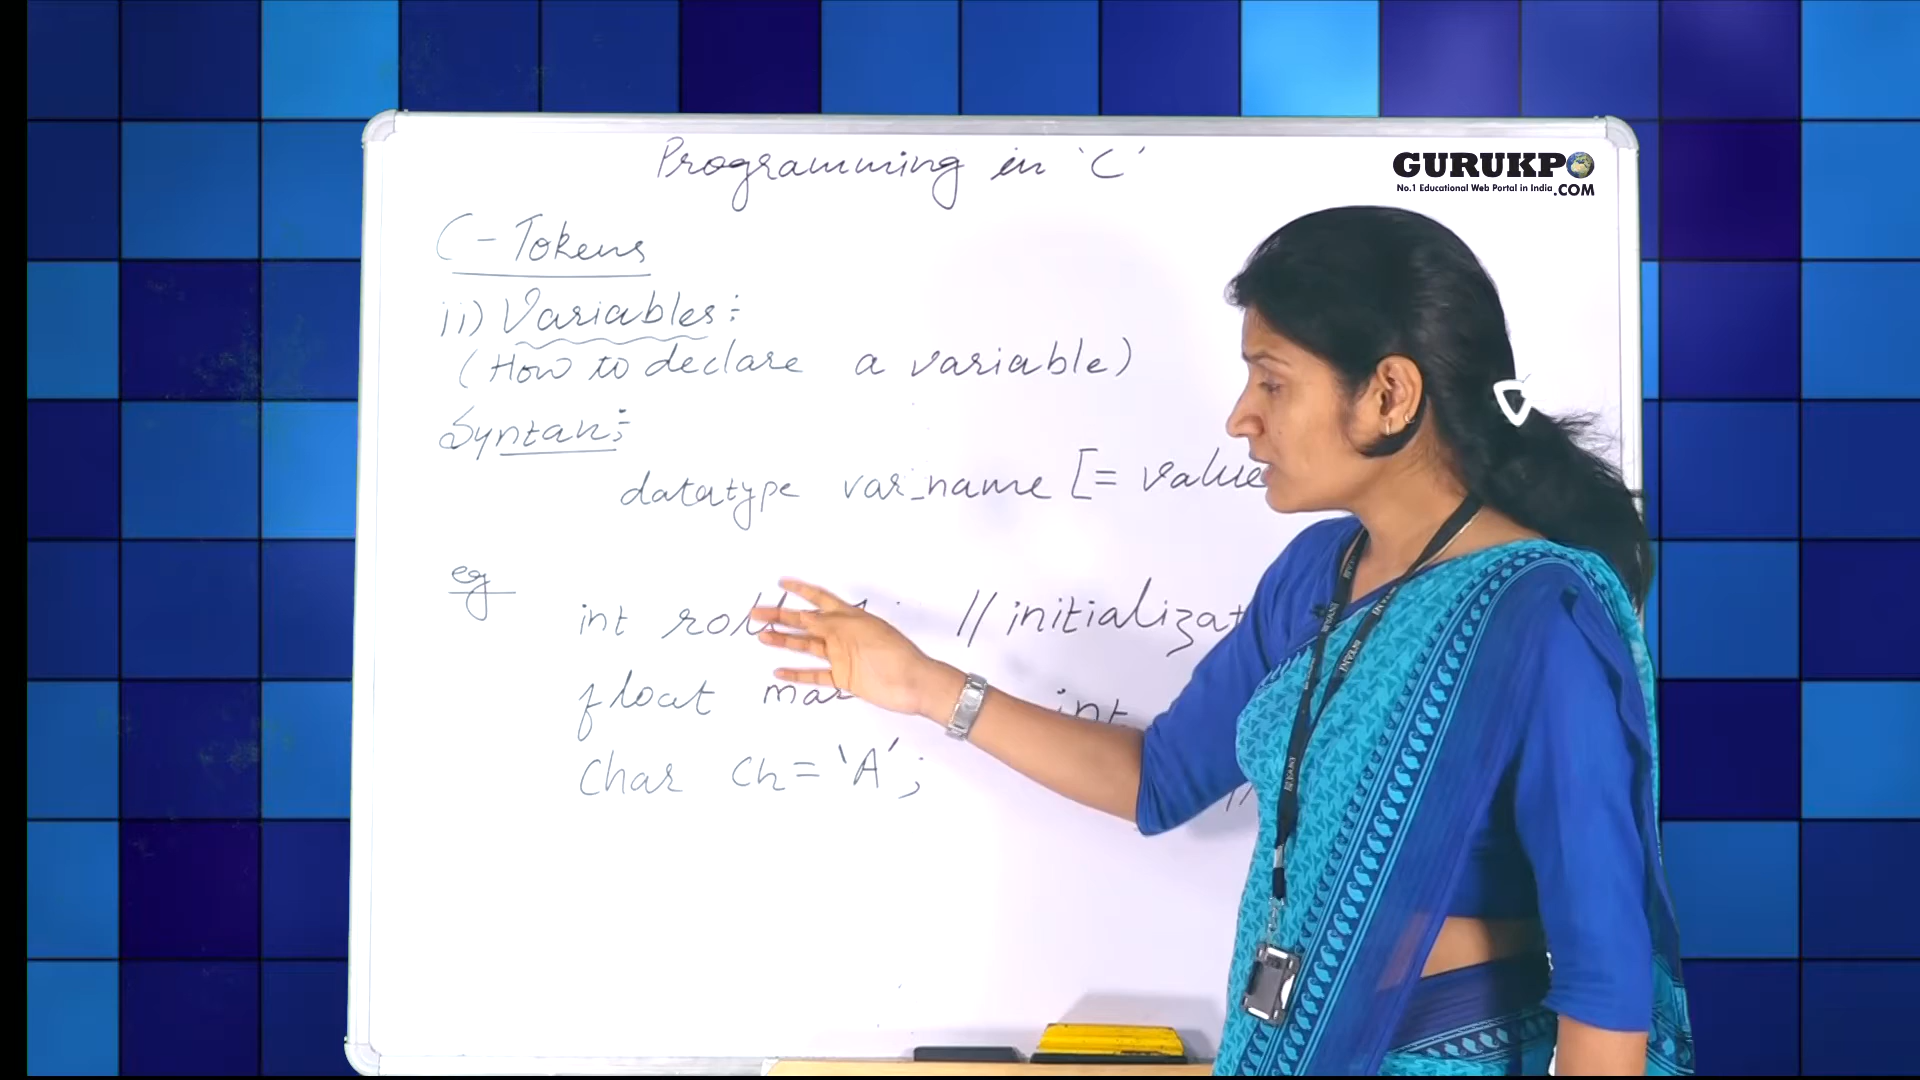 Programming in 'C'
GURUKPO
No.1 Educational Web Portal in India .COM
C-Tokens
ii) Variables:
(How to declare a variable)
Syntax:
datatype var_name [= value
eg
int // initializat
float int
char ch = 'A';